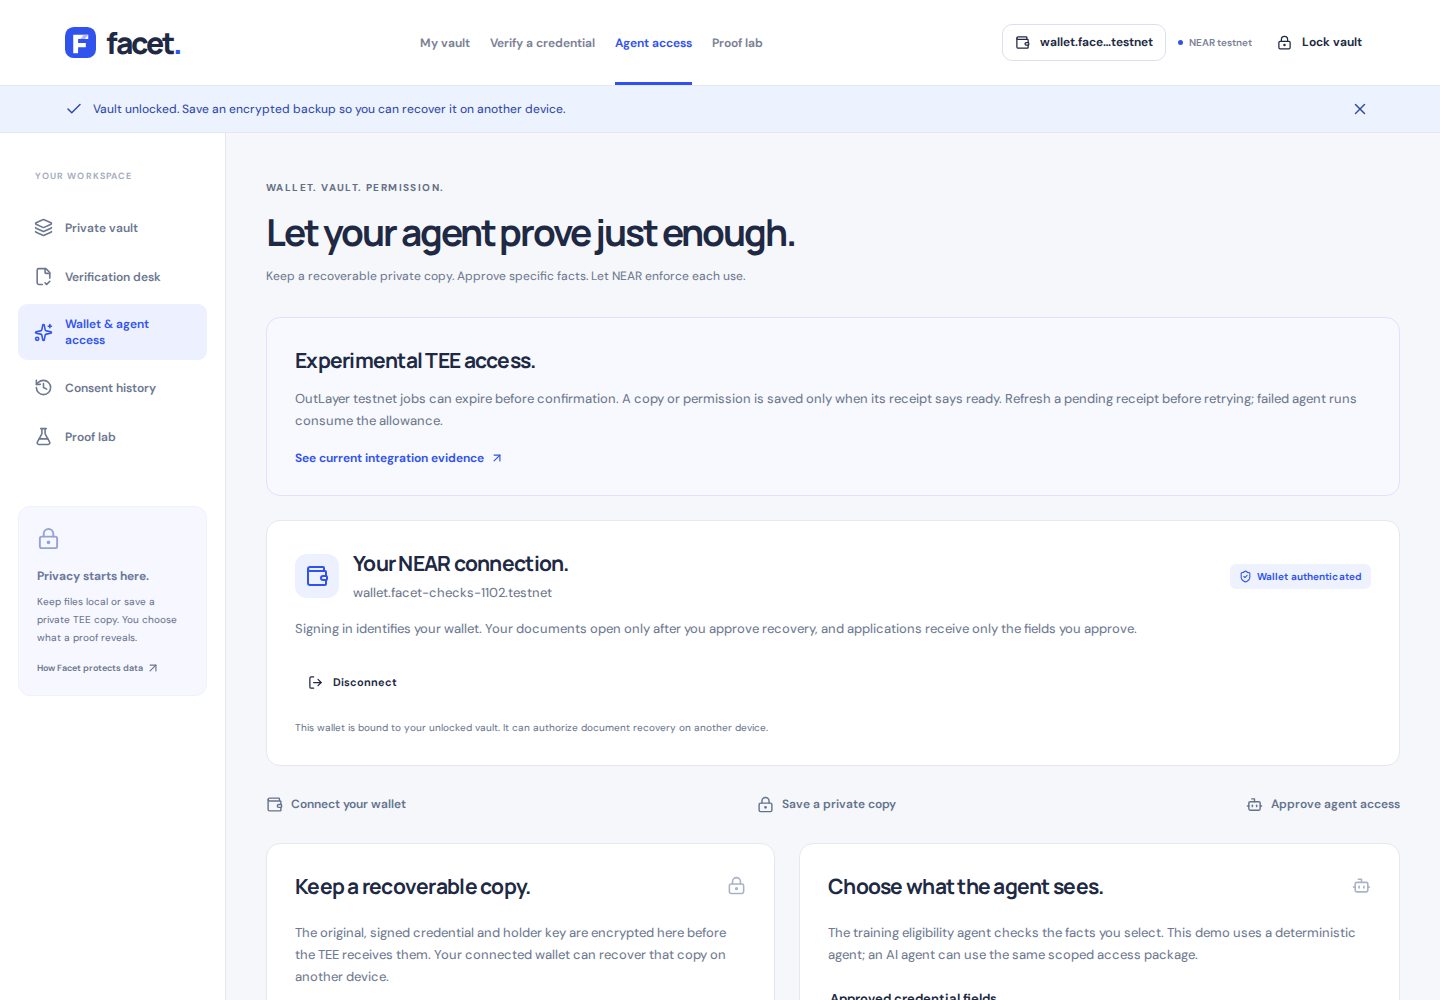 facet.
My vault
Verify a credential
Agent access
Proof lab
wallet.face...testnet
NEAR testnet
Lock vault
Vault unlocked. Save an encrypted backup so you can recover it on another device.
YOUR WORKSPACE
Private vault
Verification desk
Wallet & agent
access
Consent history
Proof lab
Privacy starts here.
Keep files local or save a
private TEE copy. You choose
what a proof reveals.
How Facet protects data
WALLET. VAULT. PERMISSION.
Let your agent prove just enough.
Keep a recoverable private copy. Approve specific facts. Let NEAR enforce each use.
Experimental TEE access.
OutLayer testnet jobs can expire before confirmation. A copy or permission is saved only when its receipt says ready. Refresh a pending receipt before retrying; failed agent runs
consume the allowance.
See current integration evidence
Your NEAR connection.
wallet.facet-checks-1102.testnet
Wallet authenticated
Signing in identifies your wallet. Your documents open only after you approve recovery, and applications receive only the fields you approve.
Disconnect
This wallet is bound to your unlocked vault. It can authorize document recovery on another device.
Connect your wallet
Save a private copy
Approve agent access
Keep a recoverable copy.
The original, signed credential and holder key are encrypted here before
the TEE receives them. Your connected wallet can recover that copy on
another device.
Choose what the agent sees.
The training eligibility agent checks the facts you select. This demo uses a deterministic
agent; an AI agent can use the same scoped access package.
Approved credential fields